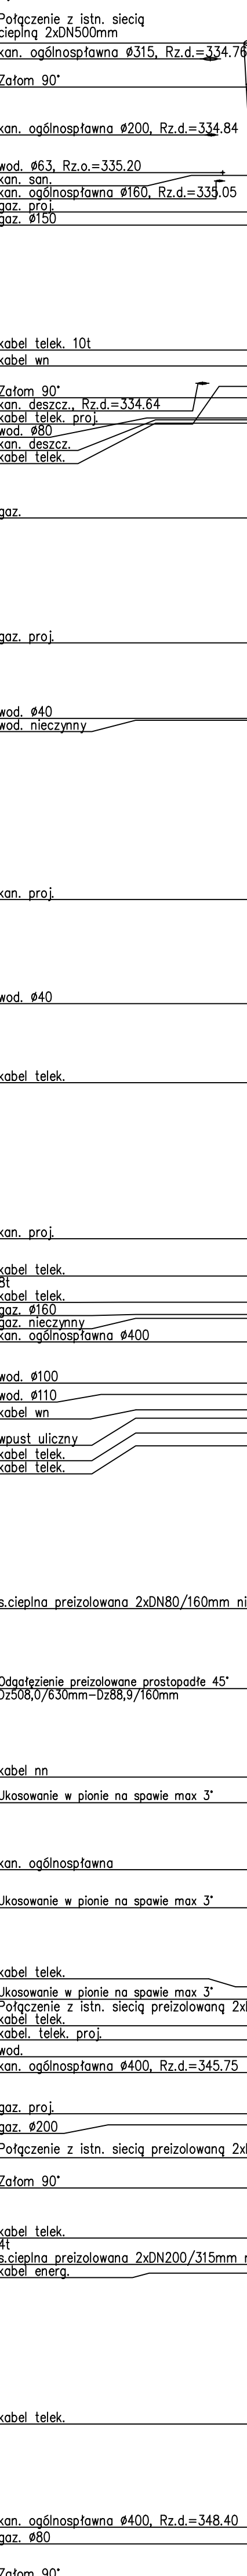 Połączenie z istn. siecią
cieplną 2xDN500mm
kan. ogólnospławna ø315, Rz.d.=334.76
Załom 90°
kan. ogólnospławna ø200, Rz.d.=334.84
wod. ø63, Rz.o.=335.20
kan. san.
kan. ogólnospławna ø160, Rz.d.=335.05
gaz. proj.
gaz. ø150
kabel telek. 10t
kabel wn
Załom 90°
kan. deszcz., Rz.d.=334.64
kabel telek. proj.
wod. ø80
kan. deszcz.
kabel telek.
gaz.
gaz. proj.
wod. ø40
wod. nieczynny
kan. proj.
wod. ø40
kabel telek.
kan. proj.
kabel telek.
8t
kabel telek.
gaz. ø160
gaz. nieczynny
kan. ogólnospławna ø400
wod. ø100
wod. ø110
kabel wn
wpust uliczny
kabel telek.
kabel telek.
s.cieplna preizolowana 2xDN80/160mm ni
Odgałęzienie preizolowane prostopadłe 45°
Dz508,0/630mm-Dz88,9/160mm
kabel nn
Ukosowanie w pionie na spawie max 3°
kan. ogólnospławna
Ukosowanie w pionie na spawie max 3°
kabel telek.
Ukosowanie w pionie na spawie max 3°
Połączenie z istn. siecią preizolowaną 2x
kabel telek.
kabel. telek. proj.
wod.
kan. ogólnospławna ø400, Rz.d.=345.75
gaz. proj.
gaz. ø200
Połączenie z istn. siecią preizolowaną 2x
Załom 90°
kabel telek.
4t
s.cieplna preizolowana 2xDN200/315mm
kabel energ.
kabel telek.
kan. ogólnospławna ø400, Rz.d.=348.40
gaz. ø80
Załom 90°